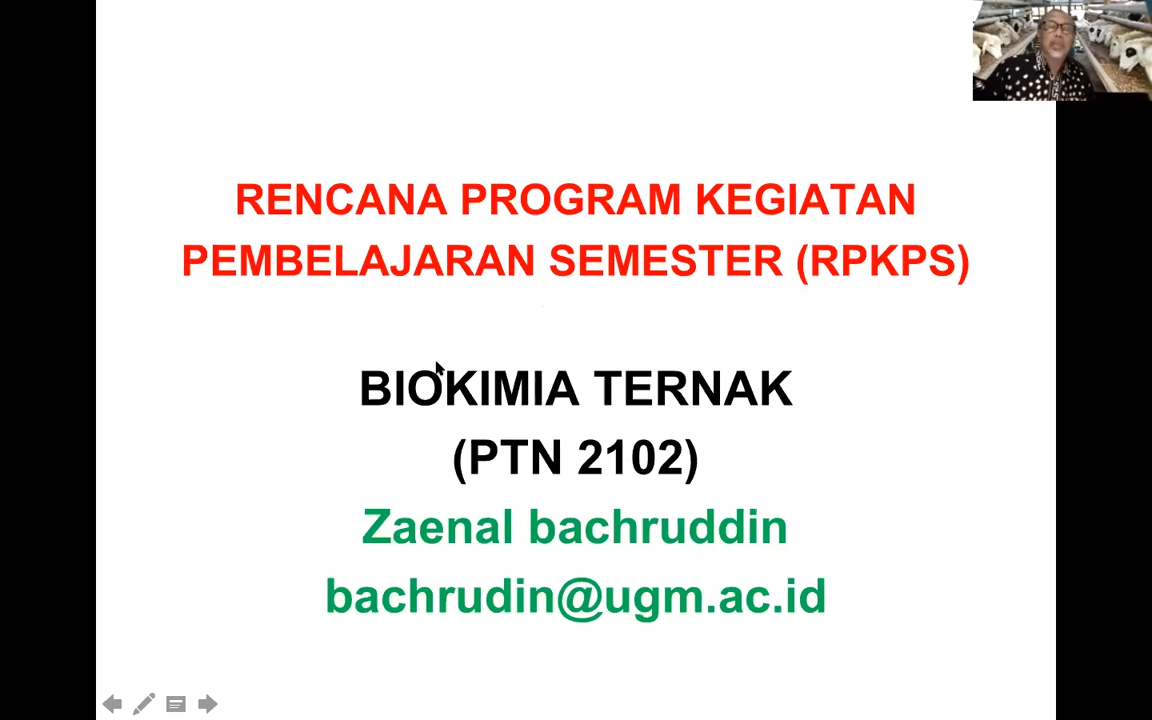 RENCANA PROGRAM KEGIATAN
PEMBELAJARAN SEMESTER (RPKPS)
BIOKIMIA TERNAK
(PTN 2102)
Zaenal bachruddin
bachrudin@ugm.ac.id